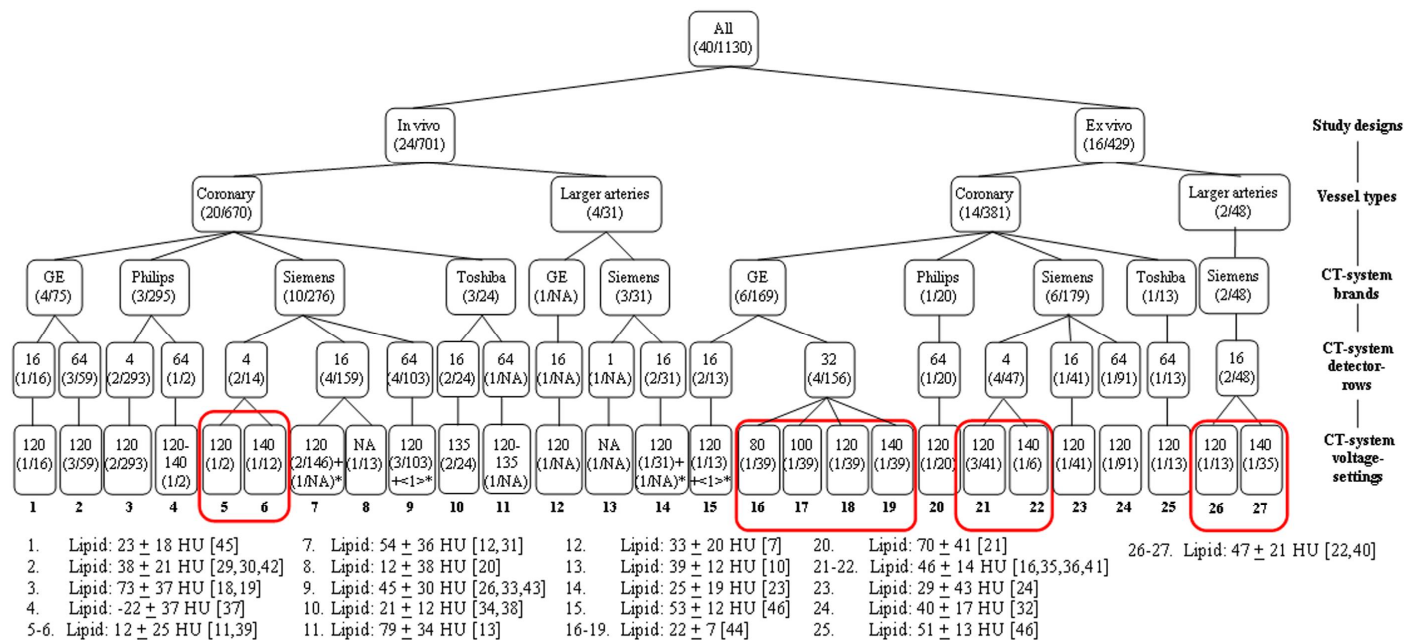 All
(40/1130)
In vivo
(24/701)
Ex vivo
(16/429)
Study designs
Coronary
(20/670)
Larger arteries
(4/31)
Coronary
(14/381)
Larger arteries
(2/48)
Vessel types
GE
(4/75)
Philips
(3/295)
Siemens
(10/276)
Toshiba
(3/24)
GE
(1/NA)
Siemens
(3/31)
GE
(6/169)
Philips
(1/20)
Siemens
(6/179)
Toshiba
(1/13)
Siemens
(2/48)
CT-system
brands
16
(1/16)
64
(3/59)
4
(2/293)
64
(1/2)
4
(2/14)
16
(4/159)
64
(4/103)
16
(2/24)
64
(1/NA)
16
(1/NA)
1
(1/NA)
16
(2/31)
16
(2/13)
32
(4/156)
64
(1/20)
4
(4/47)
16
(1/41)
64
(1/91)
64
(1/13)
16
(2/48)
CT-system
detector-
rows
120
(1/16)
120
(3/59)
120
(2/293)
120-
140
(1/2)
120
(1/2)
140
(1/12)
120
(2/146)+
(1/NA)*
NA
(1/13)
120
(3/103)
+<1>*
135
(2/24)
120-
135
(1/NA)
120
(1/NA)
NA
(1/NA)
120
(1/31)+
(1/NA)*
120
(1/13)
+<1>*
80
(1/39)
100
(1/39)
120
(1/39)
140
(1/39)
120
(1/20)
120
(3/41)
140
(1/6)
120
(1/41)
120
(1/91)
120
(1/13)
120
(1/13)
140
(1/35)
CT-system
voltage-
settings
1 2 3 4 5 6 7 8 9 10 11 12 13 14 15 16 17 18 19 20 21 22 23 24 25 26 27
1. Lipid: 23 ± 18 HU [45]
2. Lipid: 38 ± 21 HU [29,30,42]
3. Lipid: 73 ± 37 HU [18,19]
4. Lipid: -22 ± 37 HU [37]
5-6. Lipid: 12 ± 25 HU [11,39]
7. Lipid: 54 ± 36 HU [12,31]
8. Lipid: 12 ± 38 HU [20]
9. Lipid: 45 ± 30 HU [26,33,43]
10. Lipid: 21 ± 12 HU [34,38]
11. Lipid: 79 ± 34 HU [13]
12. Lipid: 33 ± 20 HU [7]
13. Lipid: 39 ± 12 HU [10]
14. Lipid: 25 ± 19 HU [23]
15. Lipid: 53 ± 12 HU [46]
16-19. Lipid: 22 ± 7 [44]
20. Lipid: 70 ± 41 [21]
21-22. Lipid: 46 ± 14 HU [16,35,36,41]
23. Lipid: 29 ± 43 HU [24]
24. Lipid: 40 ± 17 HU [32]
25. Lipid: 51 ± 13 HU [46]
26-27. Lipid: 47 ± 21 HU [22,40]